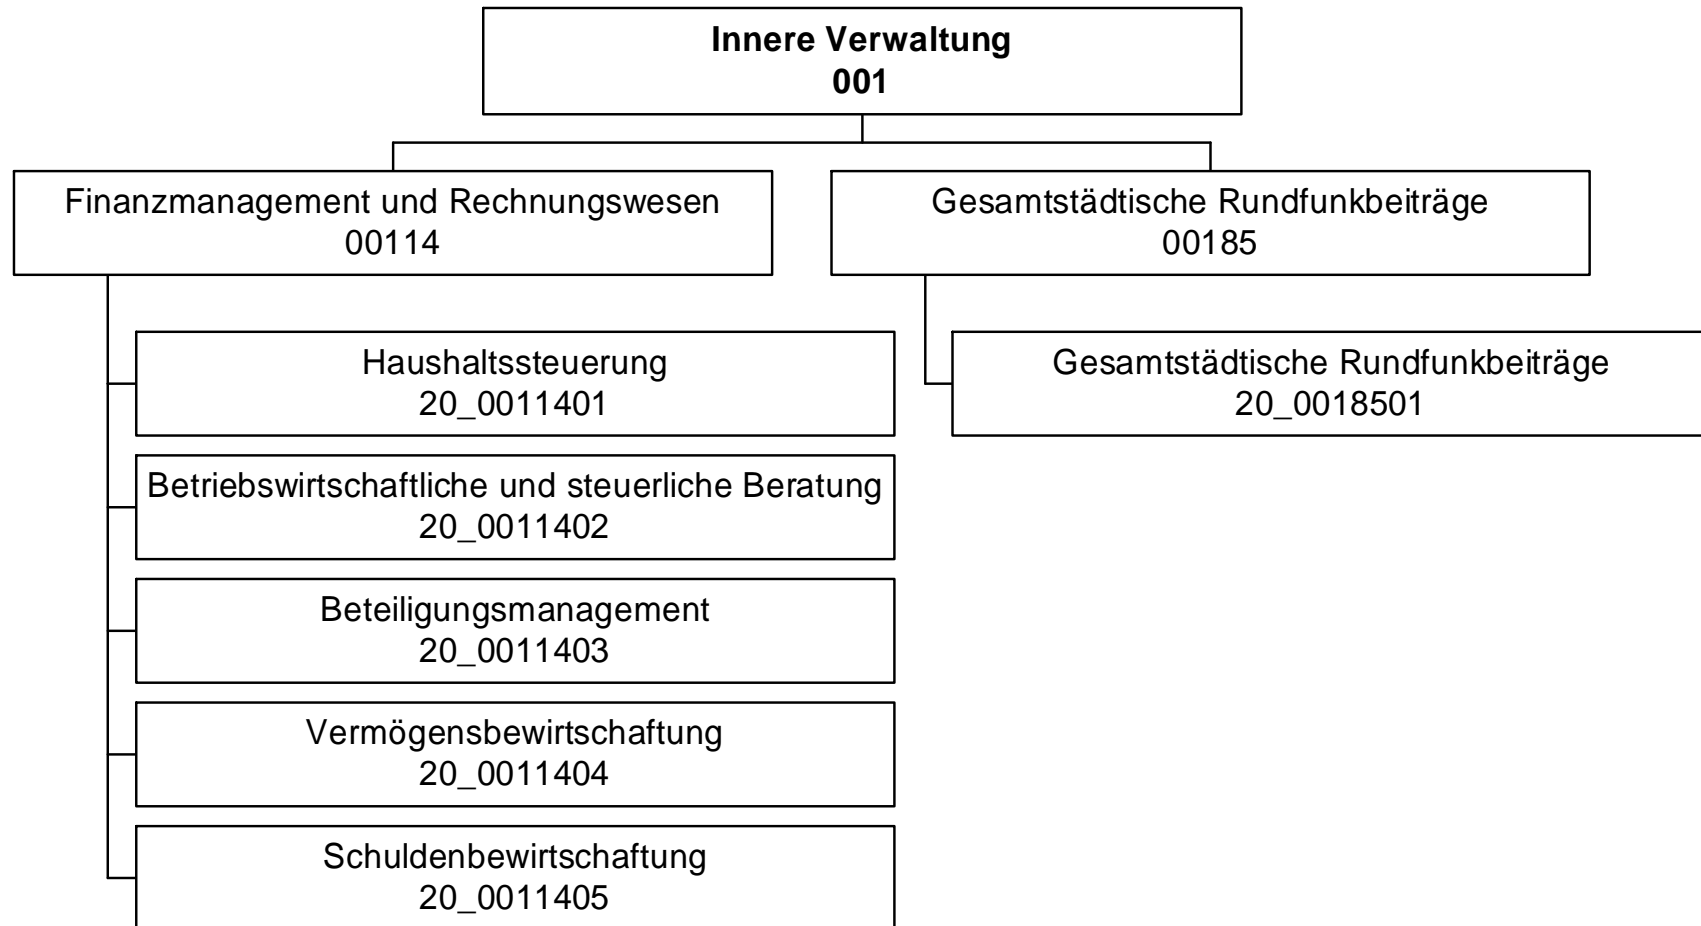 Innere Verwaltung
001
Finanzmanagement und Rechnungswesen
00114
Gesamtstädtische Rundfunkbeiträge
00185
Haushaltssteuerung
20_0011401
Betriebswirtschaftliche und steuerliche Beratung
20_0011402
Beteiligungsmanagement
20_0011403
Vermögensbewirtschaftung
20_0011404
Schuldenbewirtschaftung
20_0011405
Gesamtstädtische Rundfunkbeiträge
20_0018501